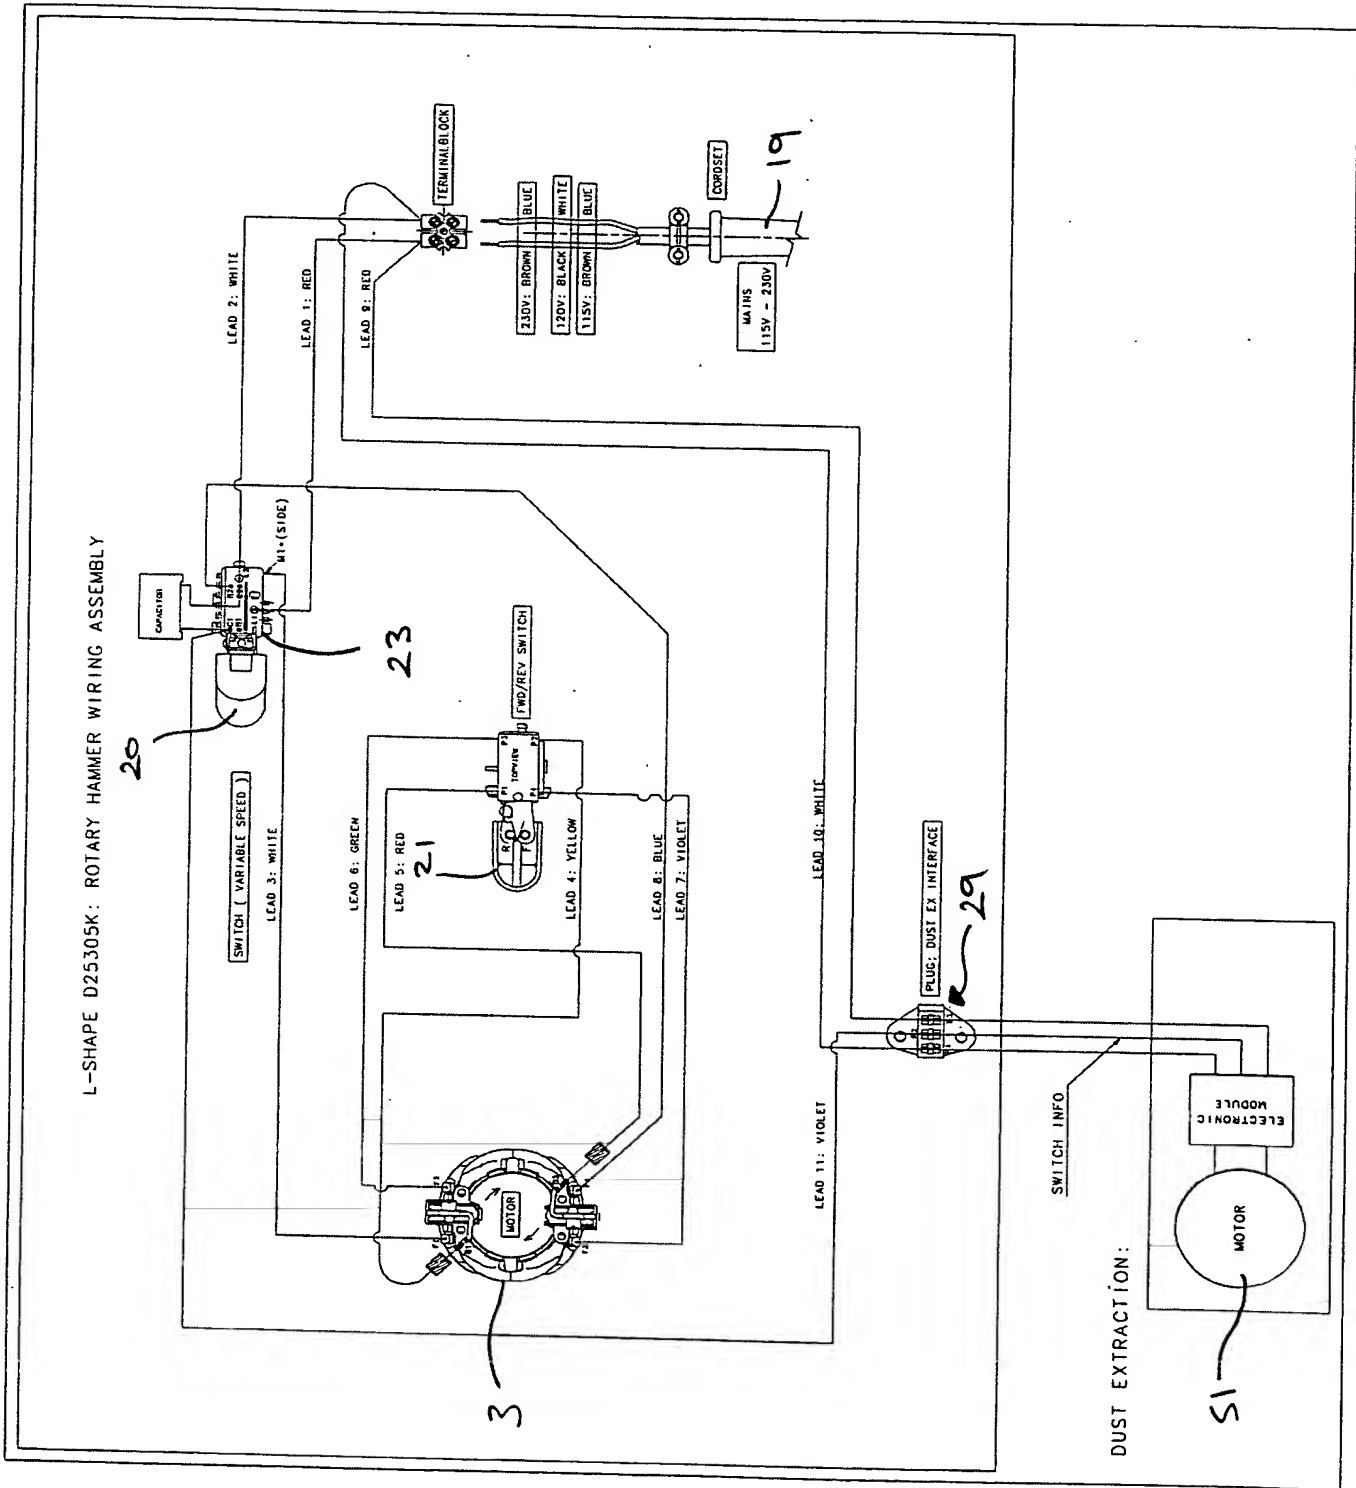 L-SHAPE D25305K: ROTARY HAMMER WIRING ASSEMBLY
20
CAPACITOR
M1+(SIDE)
23
SWITCH ( VARIABLE SPEED )
LEAD 3: WHITE
LEAD 2: WHITE
LEAD 1: RED
LEAD 9: RED
TERMINALBLOCK
230V: BROWN BLUE
120V: BLACK WHITE
115V: BROWN BLUE
CORDSET
19
MAINS
115V - 230V
LEAD 6: GREEN
LEAD 5: RED
21
P1
P3
TOPVIEW
P2
R
F
FWD/REV SWITCH
LEAD 4: YELLOW
LEAD 8: BLUE
LEAD 7: VIOLET
MOTOR
3
LEAD 10: WHITE
LEAD 11: VIOLET
PLUG; DUST EX INTERFACE
29
SWITCH INFO
DUST EXTRACTION:
ELECTRONIC
MODULE
MOTOR
51